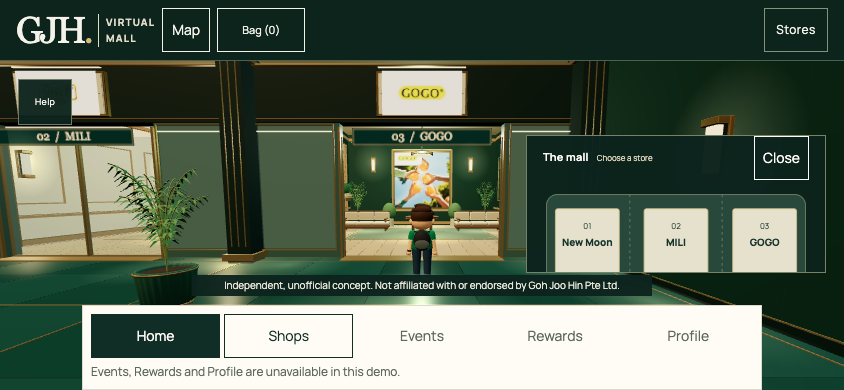 GJH.
VIRTUAL
MALL
Map
Bag (0)
Stores
Help
GOGO
02 / MILI
03 / GOGO
The mall
Choose a store
Close
01
New Moon
02
MILI
03
GOGO
Independent, unofficial concept. Not affiliated with or endorsed by Goh Joo Hin Pte Ltd.
Home
Shops
Events
Rewards
Profile
Events, Rewards and Profile are unavailable in this demo.